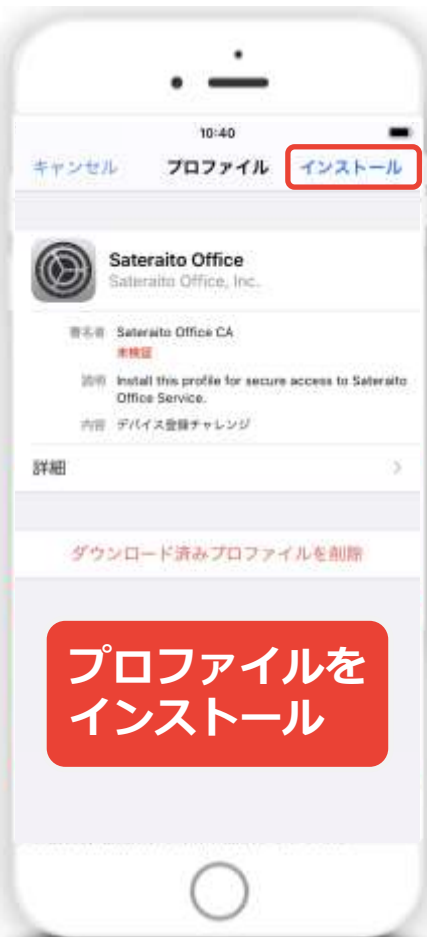 10:40
キャンセル プロファイル インストール
Sateraito Office
Sateraito Office, Inc.
署名者 Sateraito Office CA
未検証
説明 Install this profile for secure access to Sateraito
Office Service.
内容 デバイス登録チャレンジ
詳細
ダウンロード済みプロファイルを削除
プロファイルを
インストール